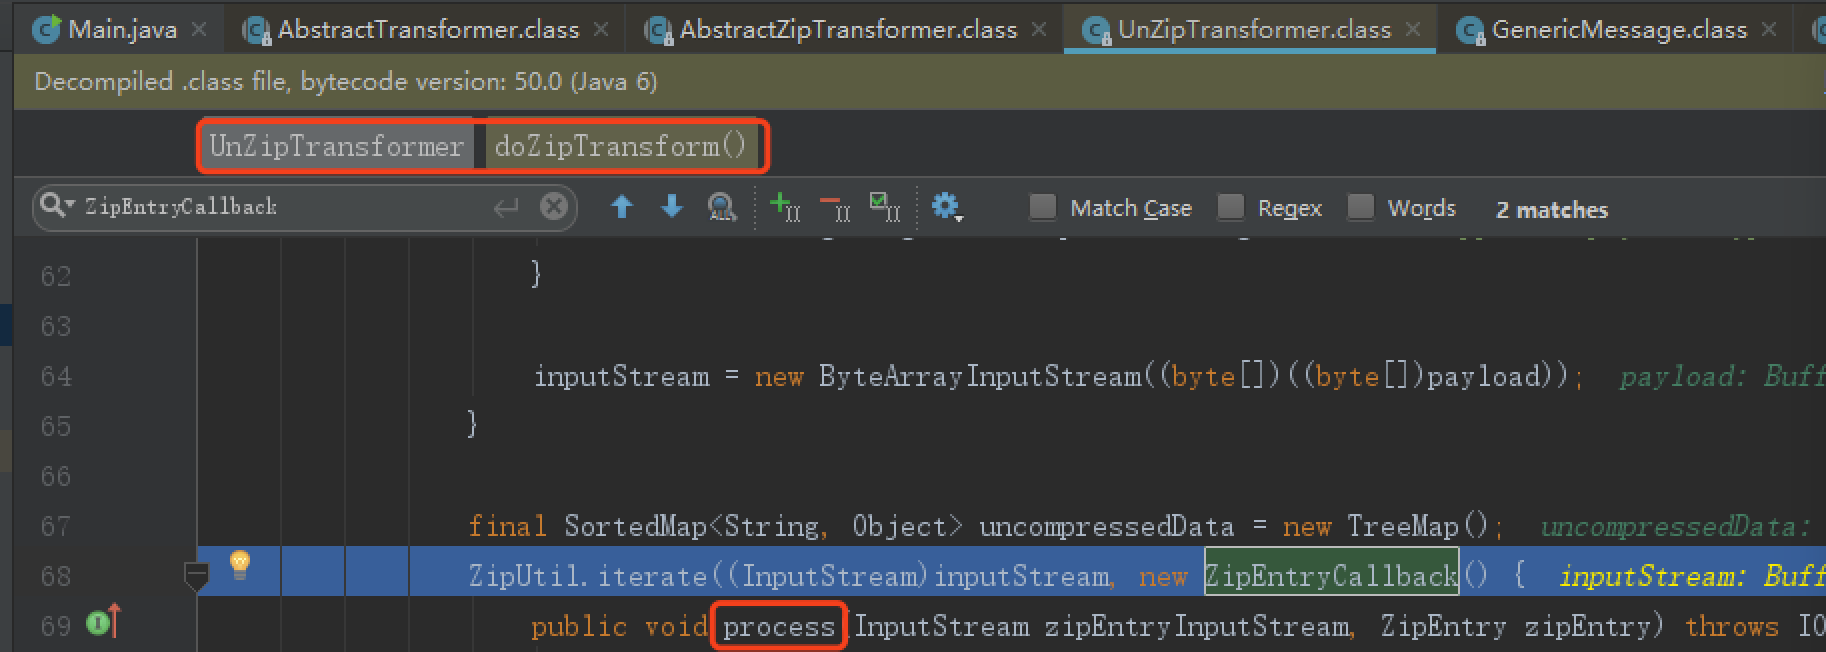 Main.java AbstractTransformer.class AbstractZipTransformer.class UnZipTransformer.class GenericMessage.class
Decompiled .class file, bytecode version: 50.0 (Java 6)
UnZipTransformer doZipTransform()
ZipEntryCallback Match Case Regex Words 2 matches
62 }
63
64 inputStream = new ByteArrayInputStream((byte[])((byte[])payload)); payload: Buff
65 }
66
67 final SortedMap<String, Object> uncompressedData = new TreeMap(); uncompressedData:
68 ZipUtil.iterate((InputStream)inputStream, new ZipEntryCallback() { inputStream: Buff
69 public void process(InputStream zipEntryInputStream, ZipEntry zipEntry) throws IO